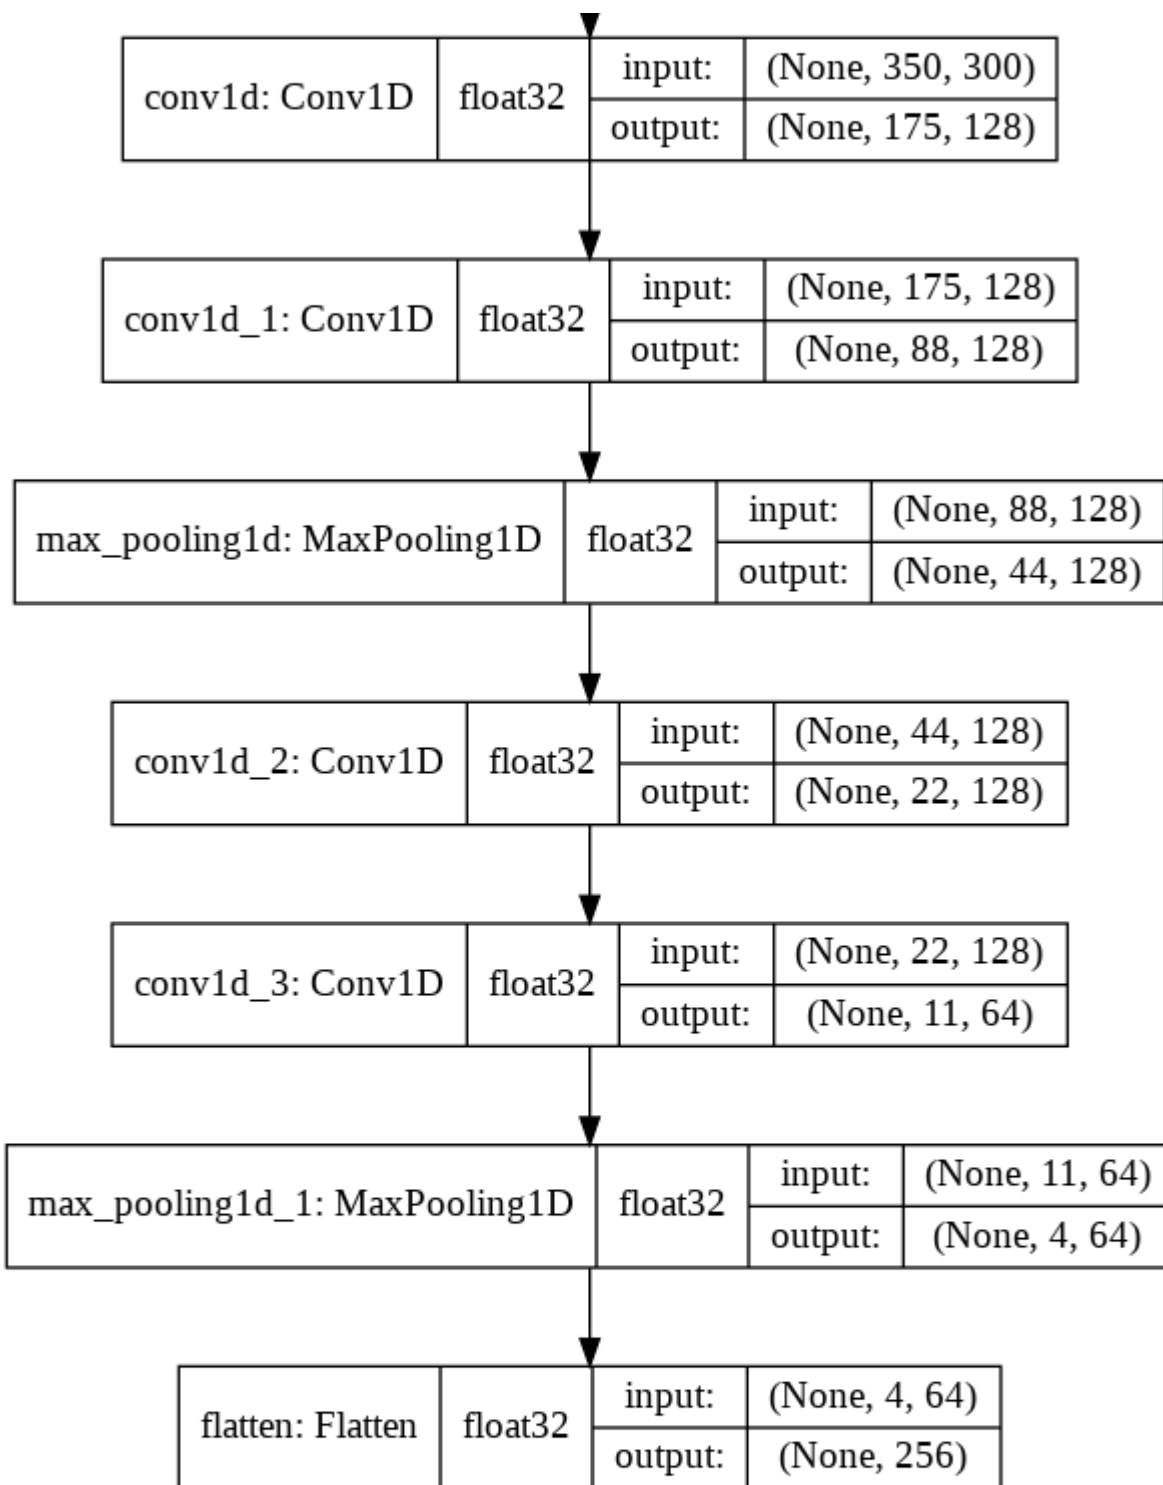 conv1d: Conv1D float32 input: (None, 350, 300)
output: (None, 175, 128)
conv1d_1: Conv1D float32 input: (None, 175, 128)
output: (None, 88, 128)
max_pooling1d: MaxPooling1D float32 input: (None, 88, 128)
output: (None, 44, 128)
conv1d_2: Conv1D float32 input: (None, 44, 128)
output: (None, 22, 128)
conv1d_3: Conv1D float32 input: (None, 22, 128)
output: (None, 11, 64)
max_pooling1d_1: MaxPooling1D float32 input: (None, 11, 64)
output: (None, 4, 64)
flatten: Flatten float32 input: (None, 4, 64)
output: (None, 256)